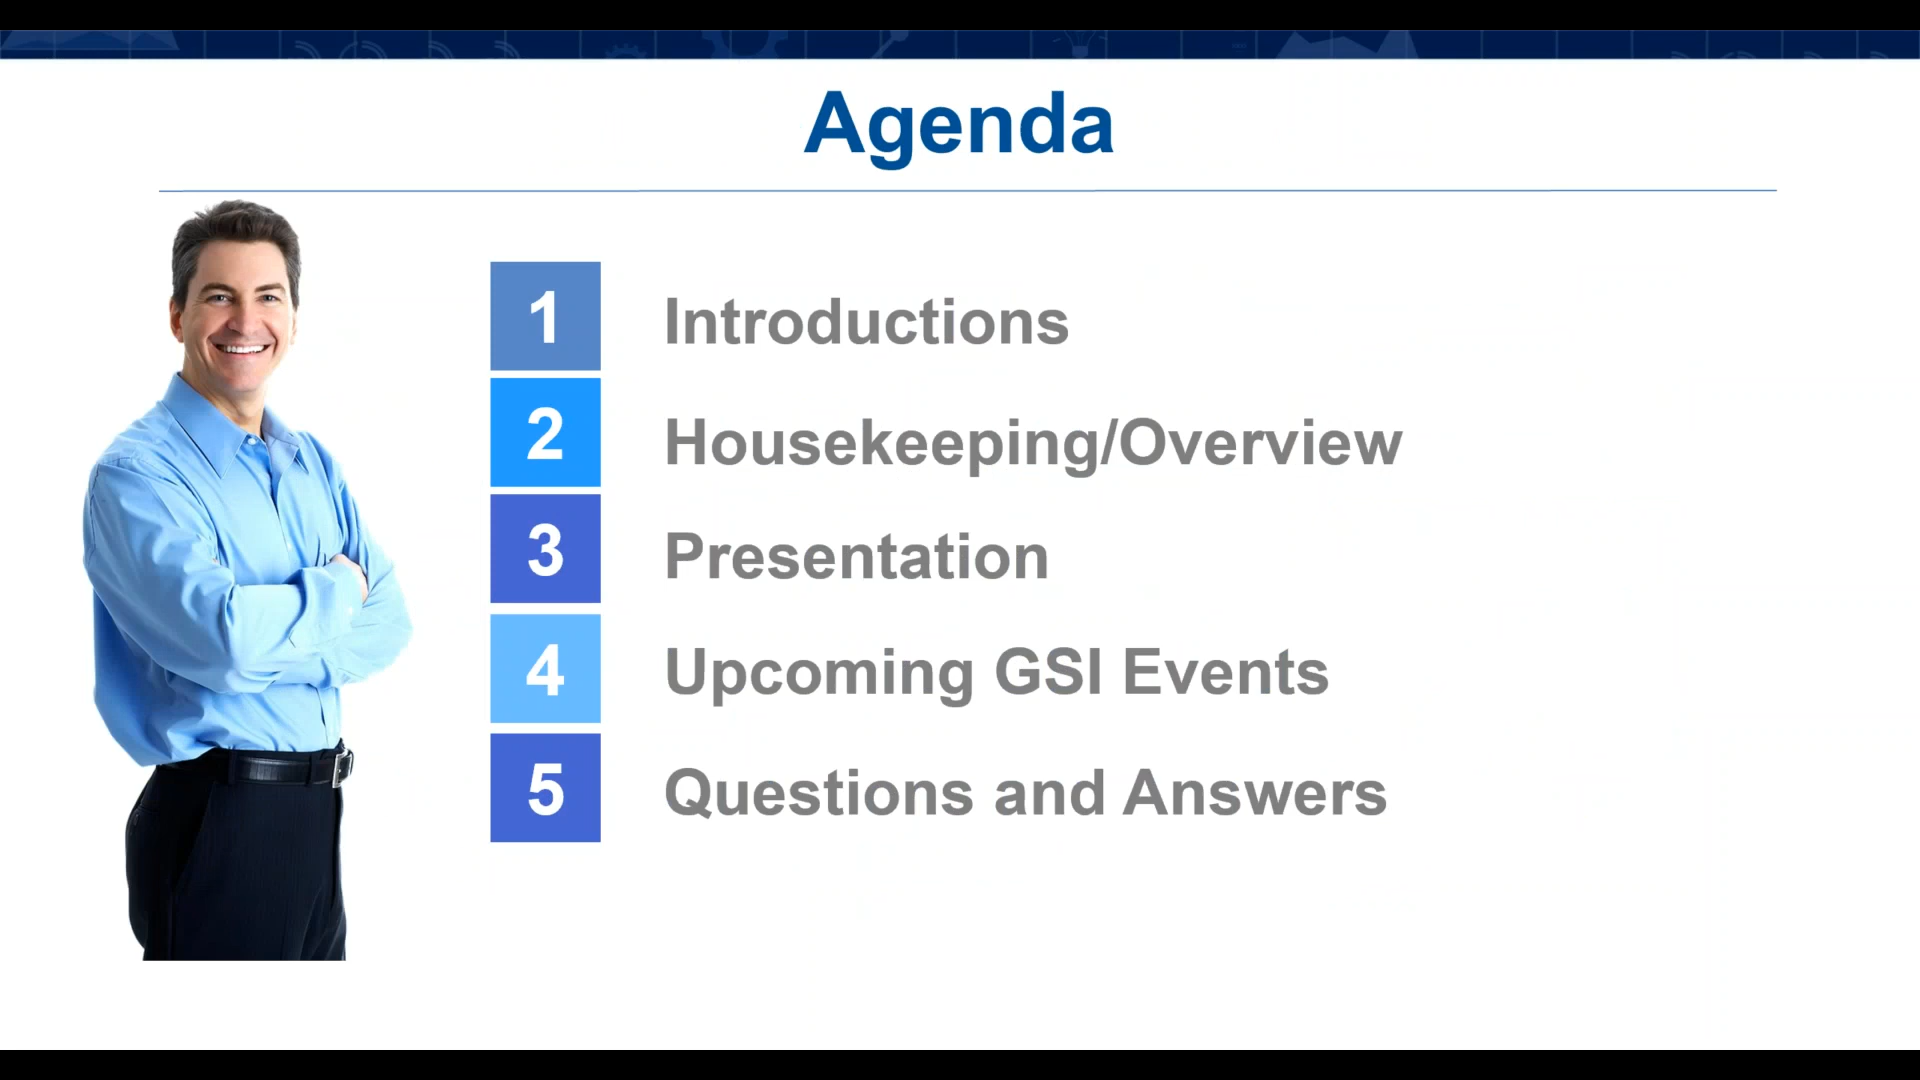 Agenda
1 Introductions
2 Housekeeping/Overview
3 Presentation
4 Upcoming GSI Events
5 Questions and Answers